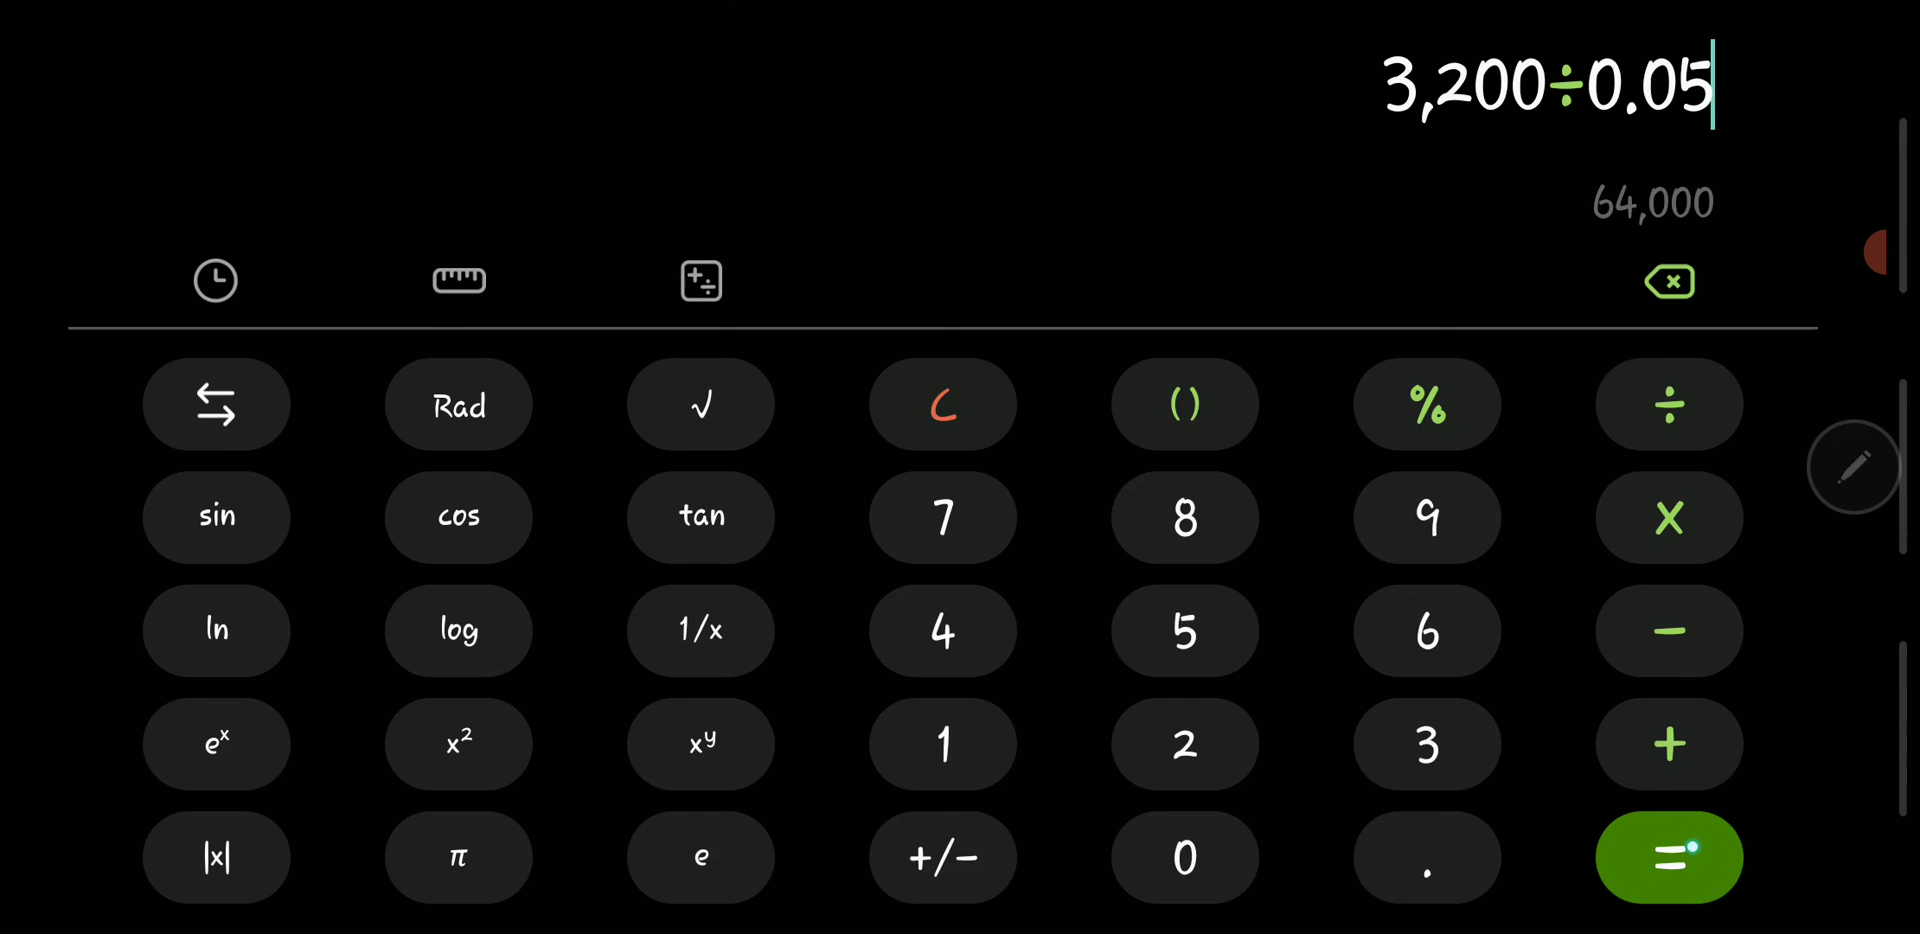 3,200÷0.05
64,000
Rad √ C () % ÷
sin cos tan 7 8 9 ×
ln log 1/x 4 5 6 −
eˣ x² xʸ 1 2 3 +
|x| π e +/− 0 . =